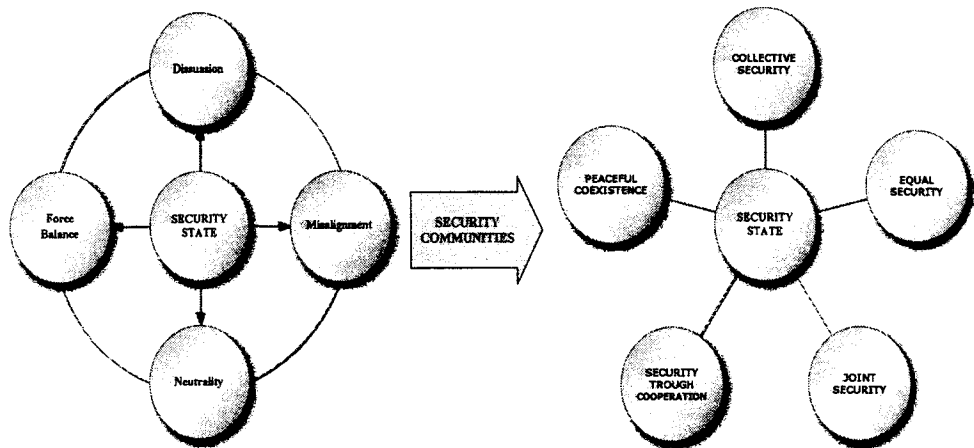 Dissuasion
Force
Balance
SECURITY
STATE
Missalignment
Neutrality
SECURITY
COMMUNITIES
COLLECTIVE
SECURITY
PEACEFUL
COEXISTENCE
EQUAL
SECURITY
SECURITY
STATE
SECURITY
TROUGH
COOPERATION
JOINT
SECURITY